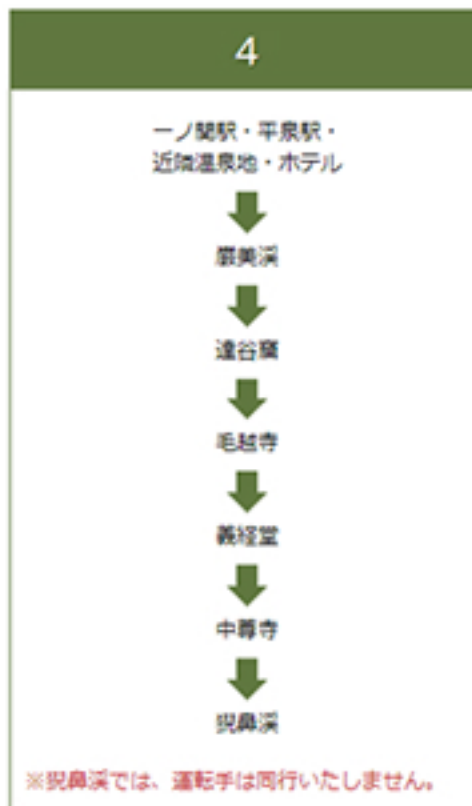 4
一ノ関駅・平泉駅・
近隣温泉地・ホテル
厳美渓
達谷窟
毛越寺
義経堂
中尊寺
猊鼻渓
※猊鼻渓では、運転手は同行いたしません。